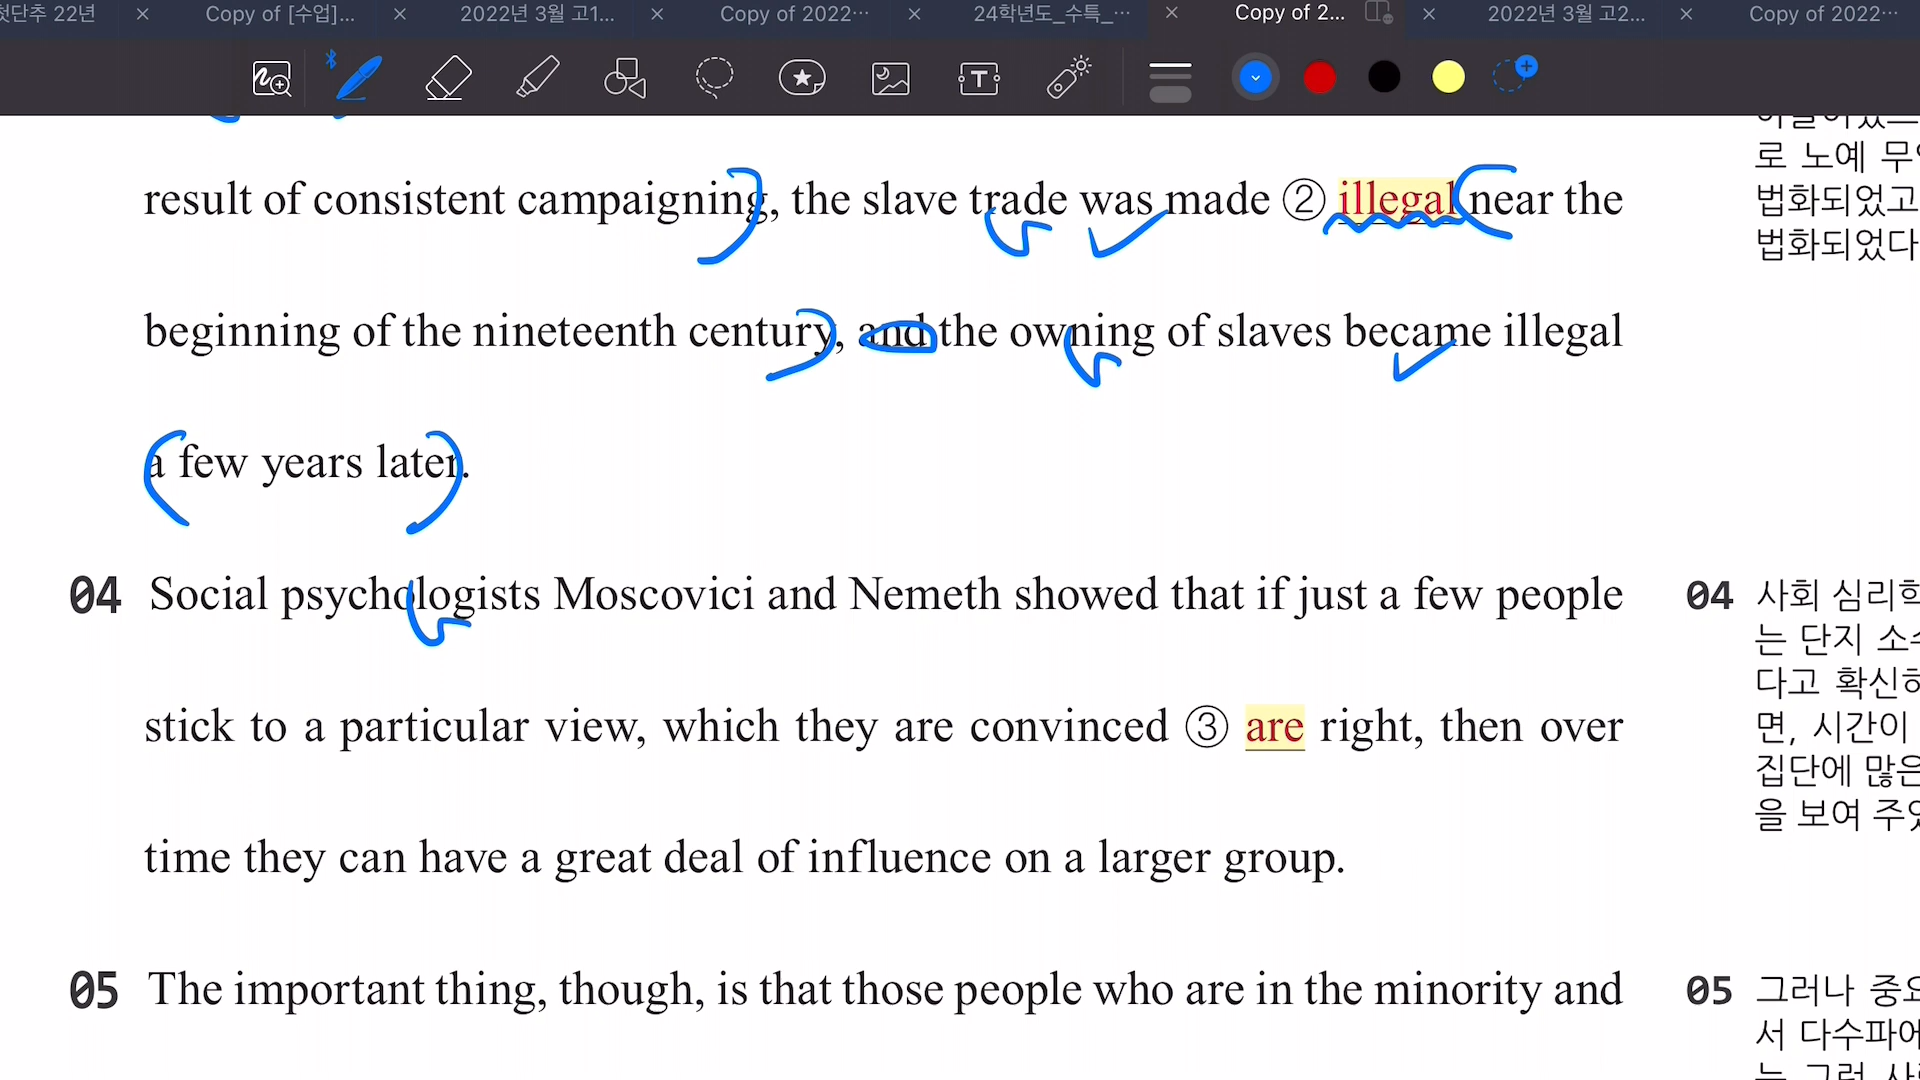 첫단추 22년
Copy of [수업]...
2022년 3월 고1...
Copy of 2022...
24학년도_수특_...
Copy of 2...
2022년 3월 고2...
Copy of 2022...
result of consistent campaigning, the slave trade was made ② illegal near the
beginning of the nineteenth century, and the owning of slaves became illegal
a few years later.
04 Social psychologists Moscovici and Nemeth showed that if just a few people
stick to a particular view, which they are convinced ③ are right, then over
time they can have a great deal of influence on a larger group.
05 The important thing, though, is that those people who are in the minority and
로 노예 무
법화되었고
법화되었다
04 사회 심리학
는 단지 소수
다고 확신하
면, 시간이
집단에 많은
을 보여 주었
05 그러나 중요
서 다수파에
는 그런